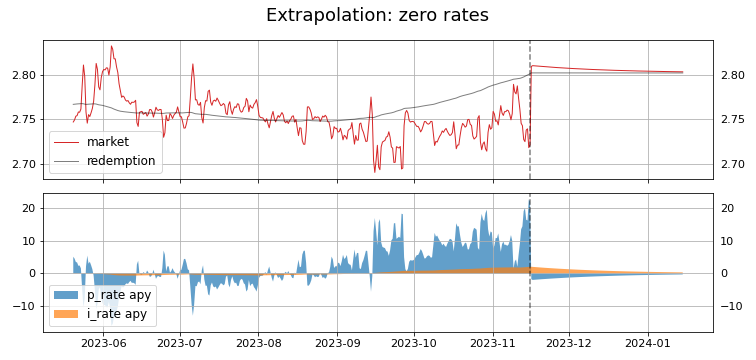 Extrapolation: zero rates
2.80
2.75
2.70
2.80
2.75
2.70
market
redemption
20
10
0
−10
20
10
0
−10
p_rate apy
i_rate apy
2023-06 2023-07 2023-08 2023-09 2023-10 2023-11 2023-12 2024-01